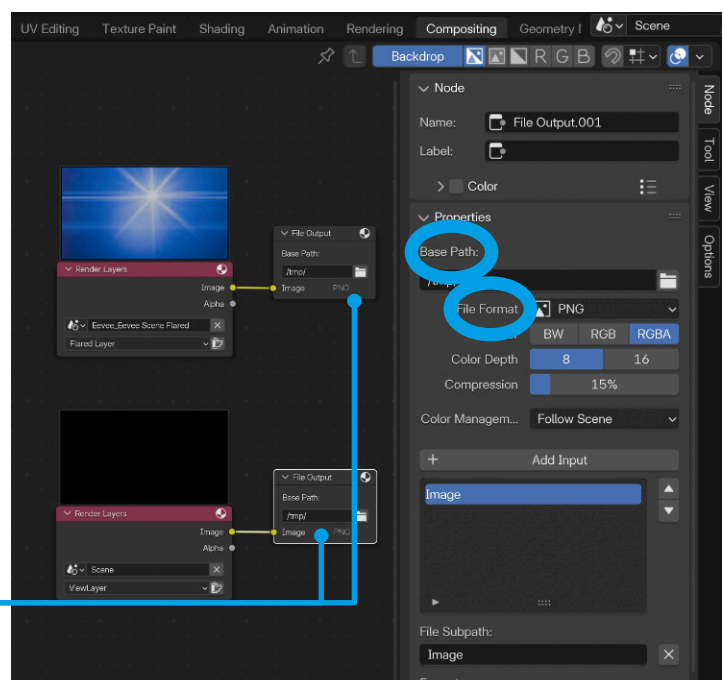 UV Editing Texture Paint Shading Animation Rendering Compositing Geometry Scene
Backdrop R G B
Node
Name: File Output.001
Label:
Color
Properties
Base Path:
File Format PNG
BW RGB RGBA
Color Depth 8 16
Compression 15%
Color Managem... Follow Scene
Add Input
Image
File Subpath:
Image
Node
Tool
View
Options
File Output
Base Path:
/tmp/
Image PNG
Render Layers
Image
Alpha
Eevee_Eevee Scene Flared
Flared Layer
File Output
Base Path:
/tmp/
Image PNG
Render Layers
Image
Alpha
Scene
ViewLayer